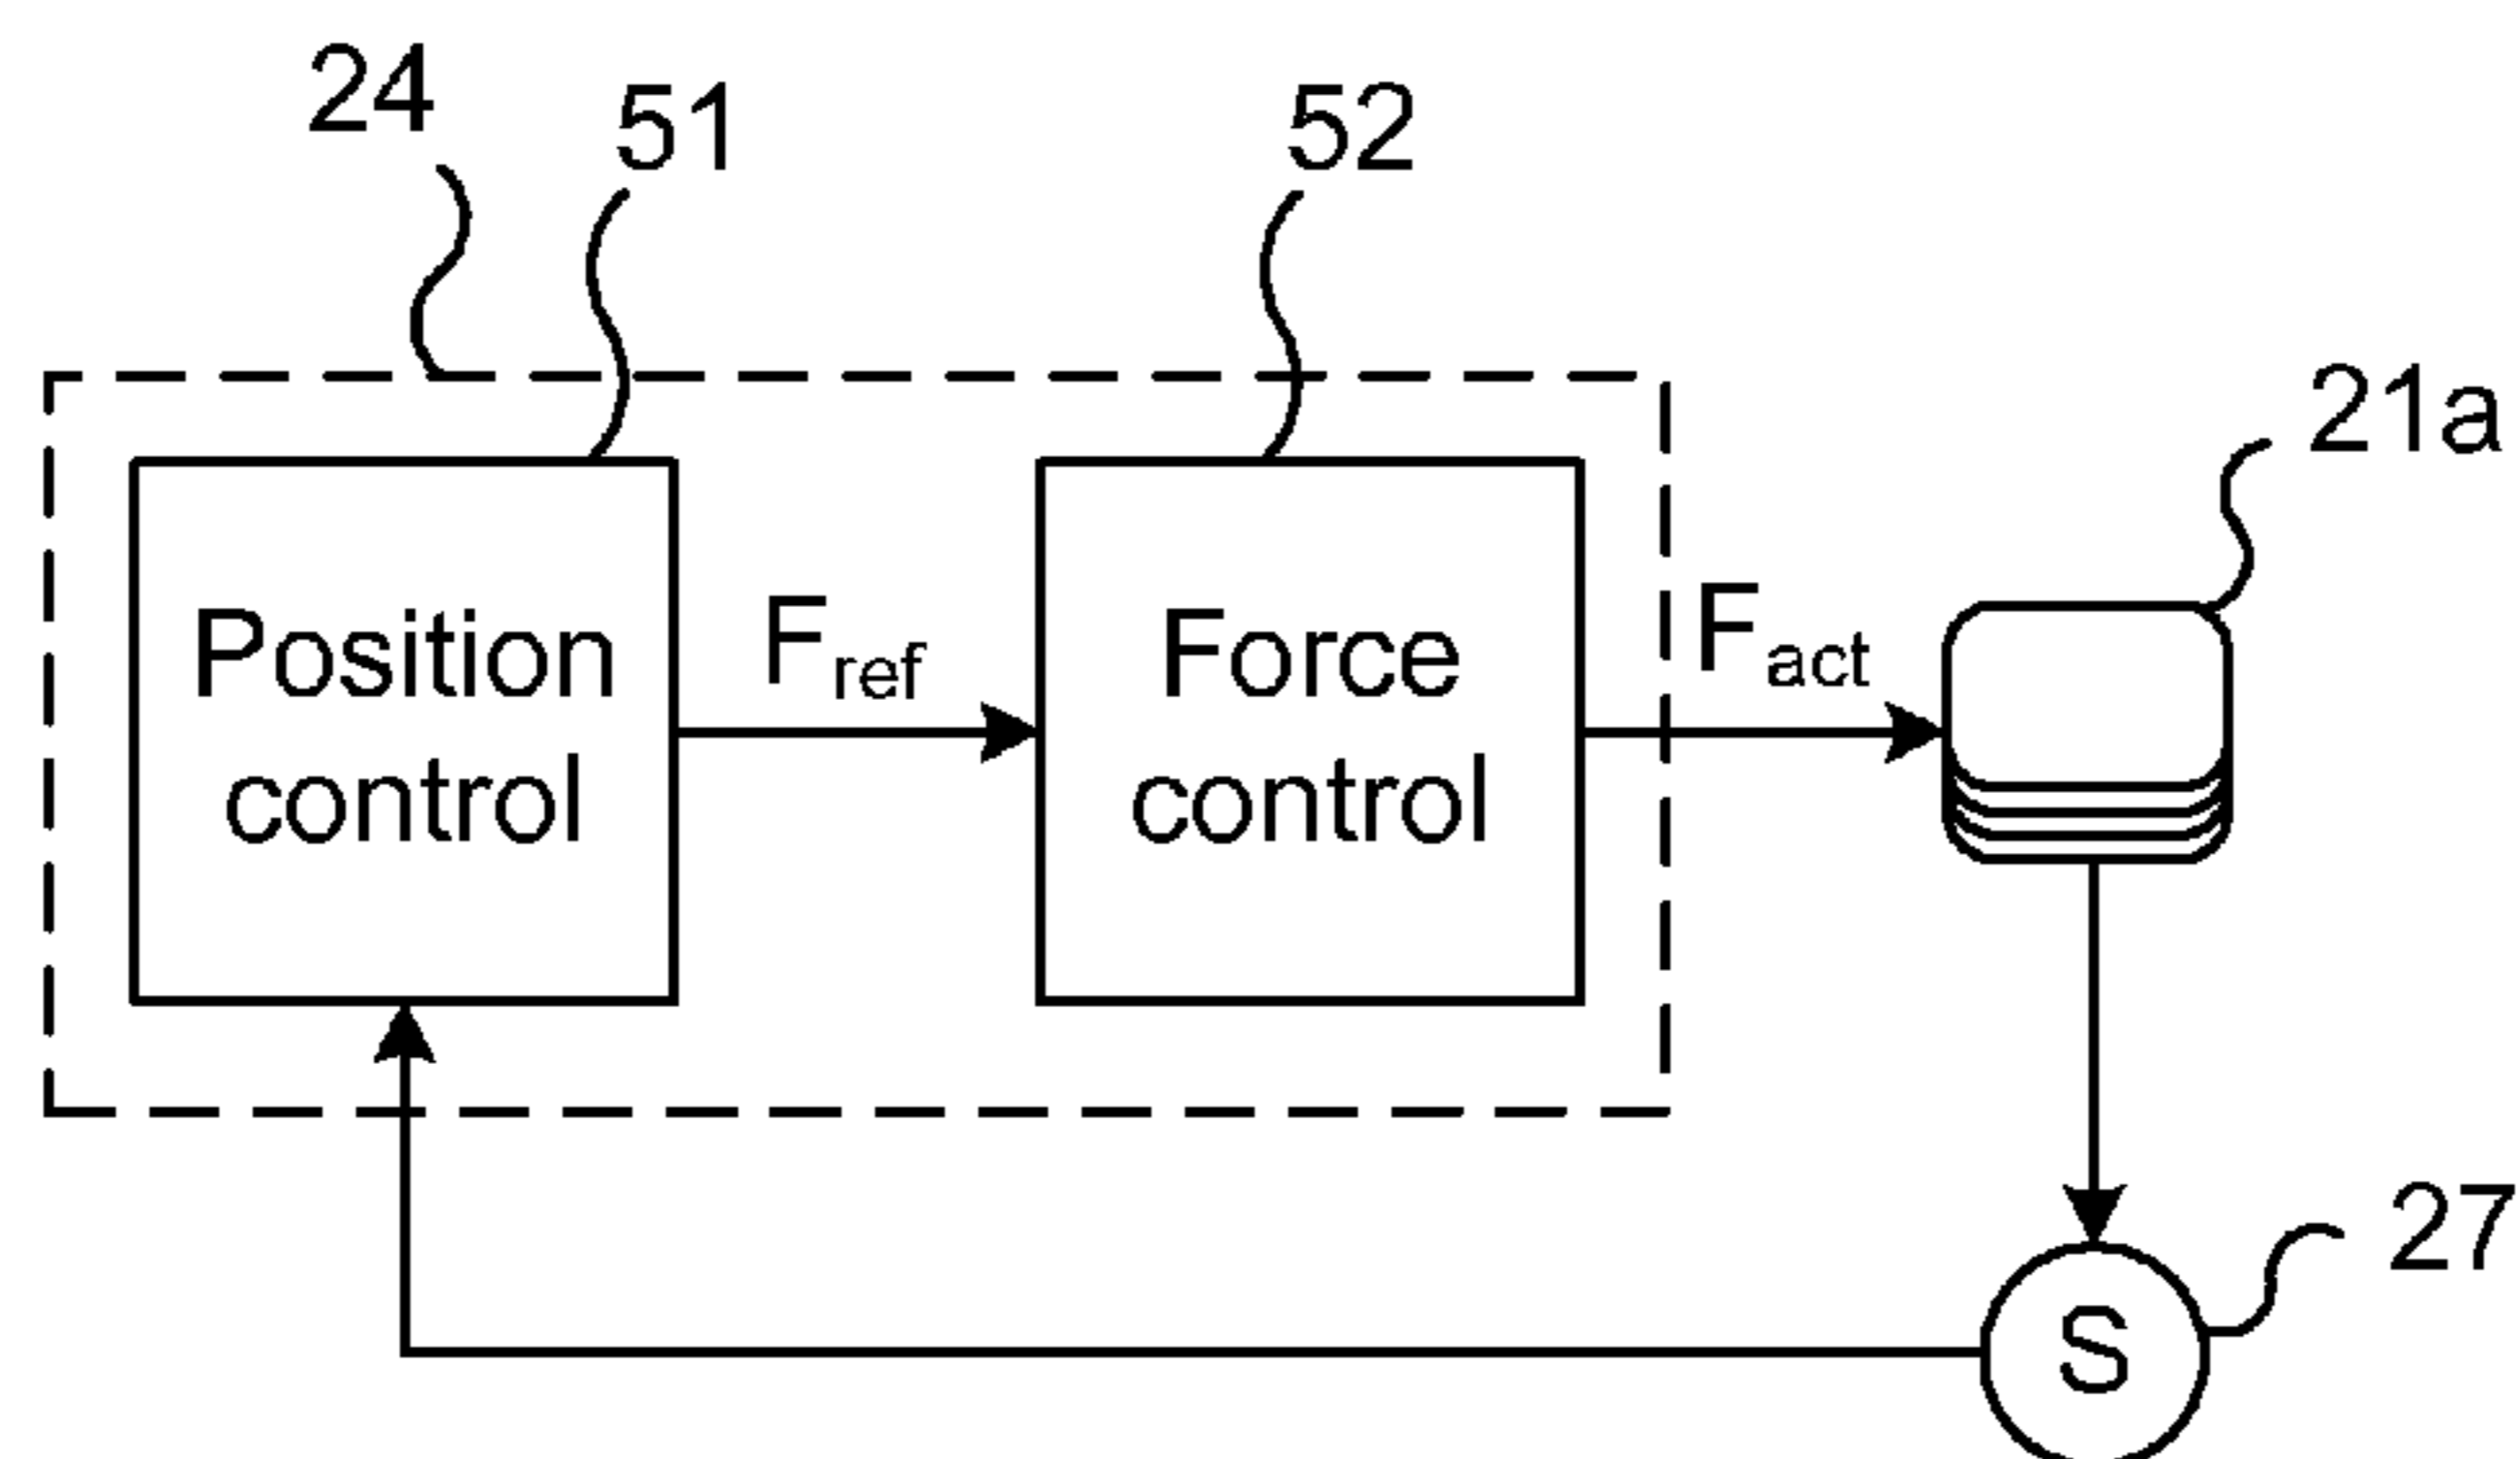 24
51
52
21a
Position
control
Fref
Force
control
Fact
27
S